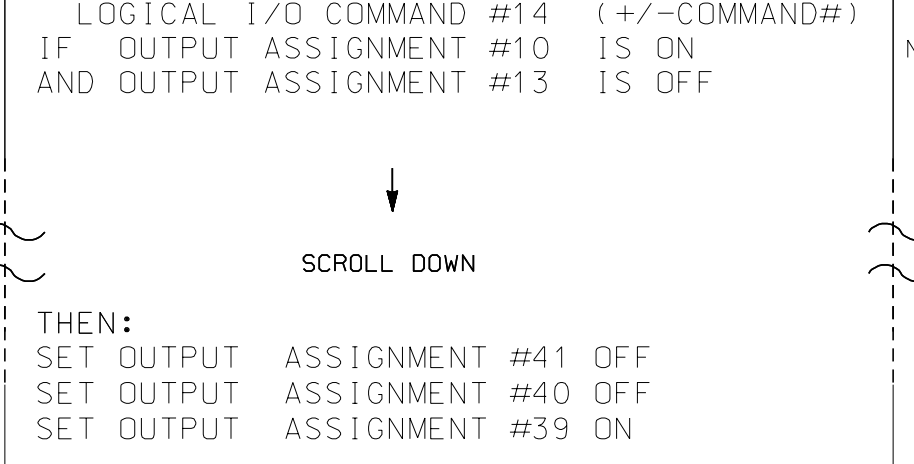 LOGICAL I/O COMMAND #14 (+/-COMMAND#)
IF OUTPUT ASSIGNMENT #10 IS ON
AND OUTPUT ASSIGNMENT #13 IS OFF
SCROLL DOWN
THEN:
SET OUTPUT ASSIGNMENT #41 OFF
SET OUTPUT ASSIGNMENT #40 OFF
SET OUTPUT ASSIGNMENT #39 ON